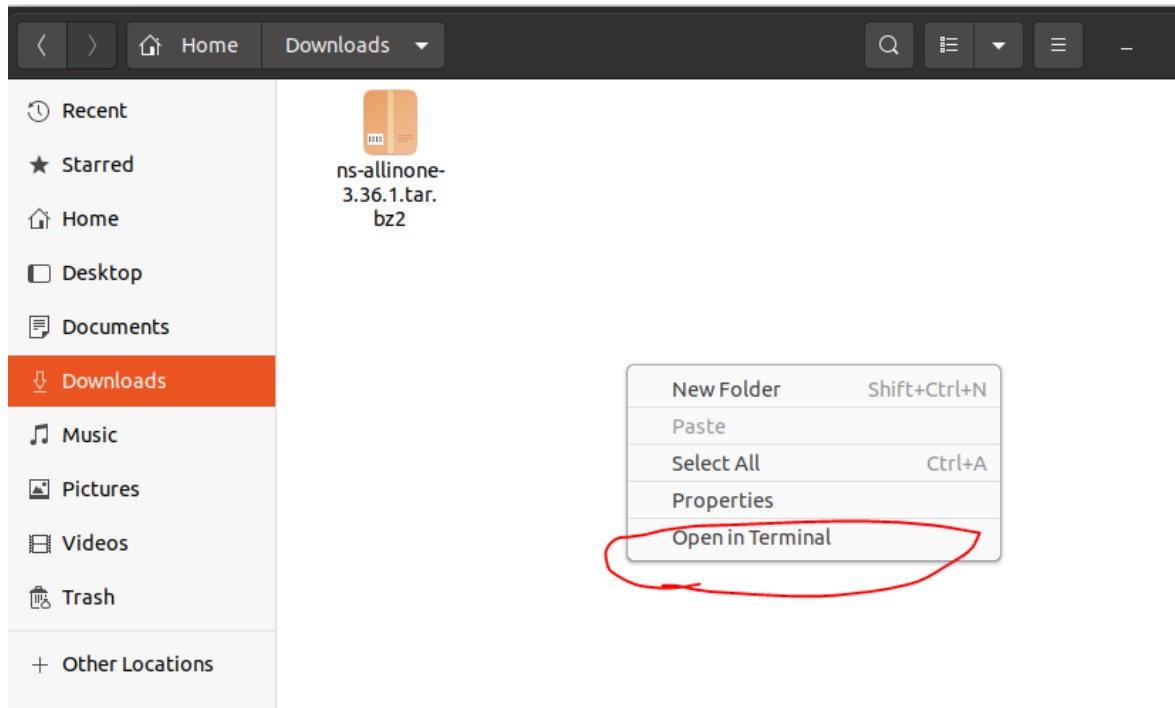 Home Downloads
Recent
Starred
Home
Desktop
Documents
Downloads
Music
Pictures
Videos
Trash
Other Locations
ns-allinone-
3.36.1.tar.
bz2
New Folder Shift+Ctrl+N
Paste
Select All Ctrl+A
Properties
Open in Terminal